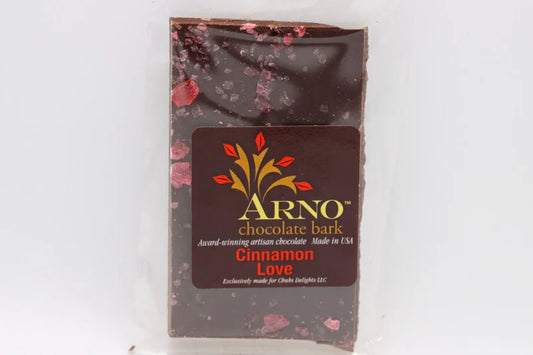 ARNO™
chocolate bark
Award-winning artisan chocolate Made in USA
Cinnamon
Love
Exclusively made for Chubs Delights LLC